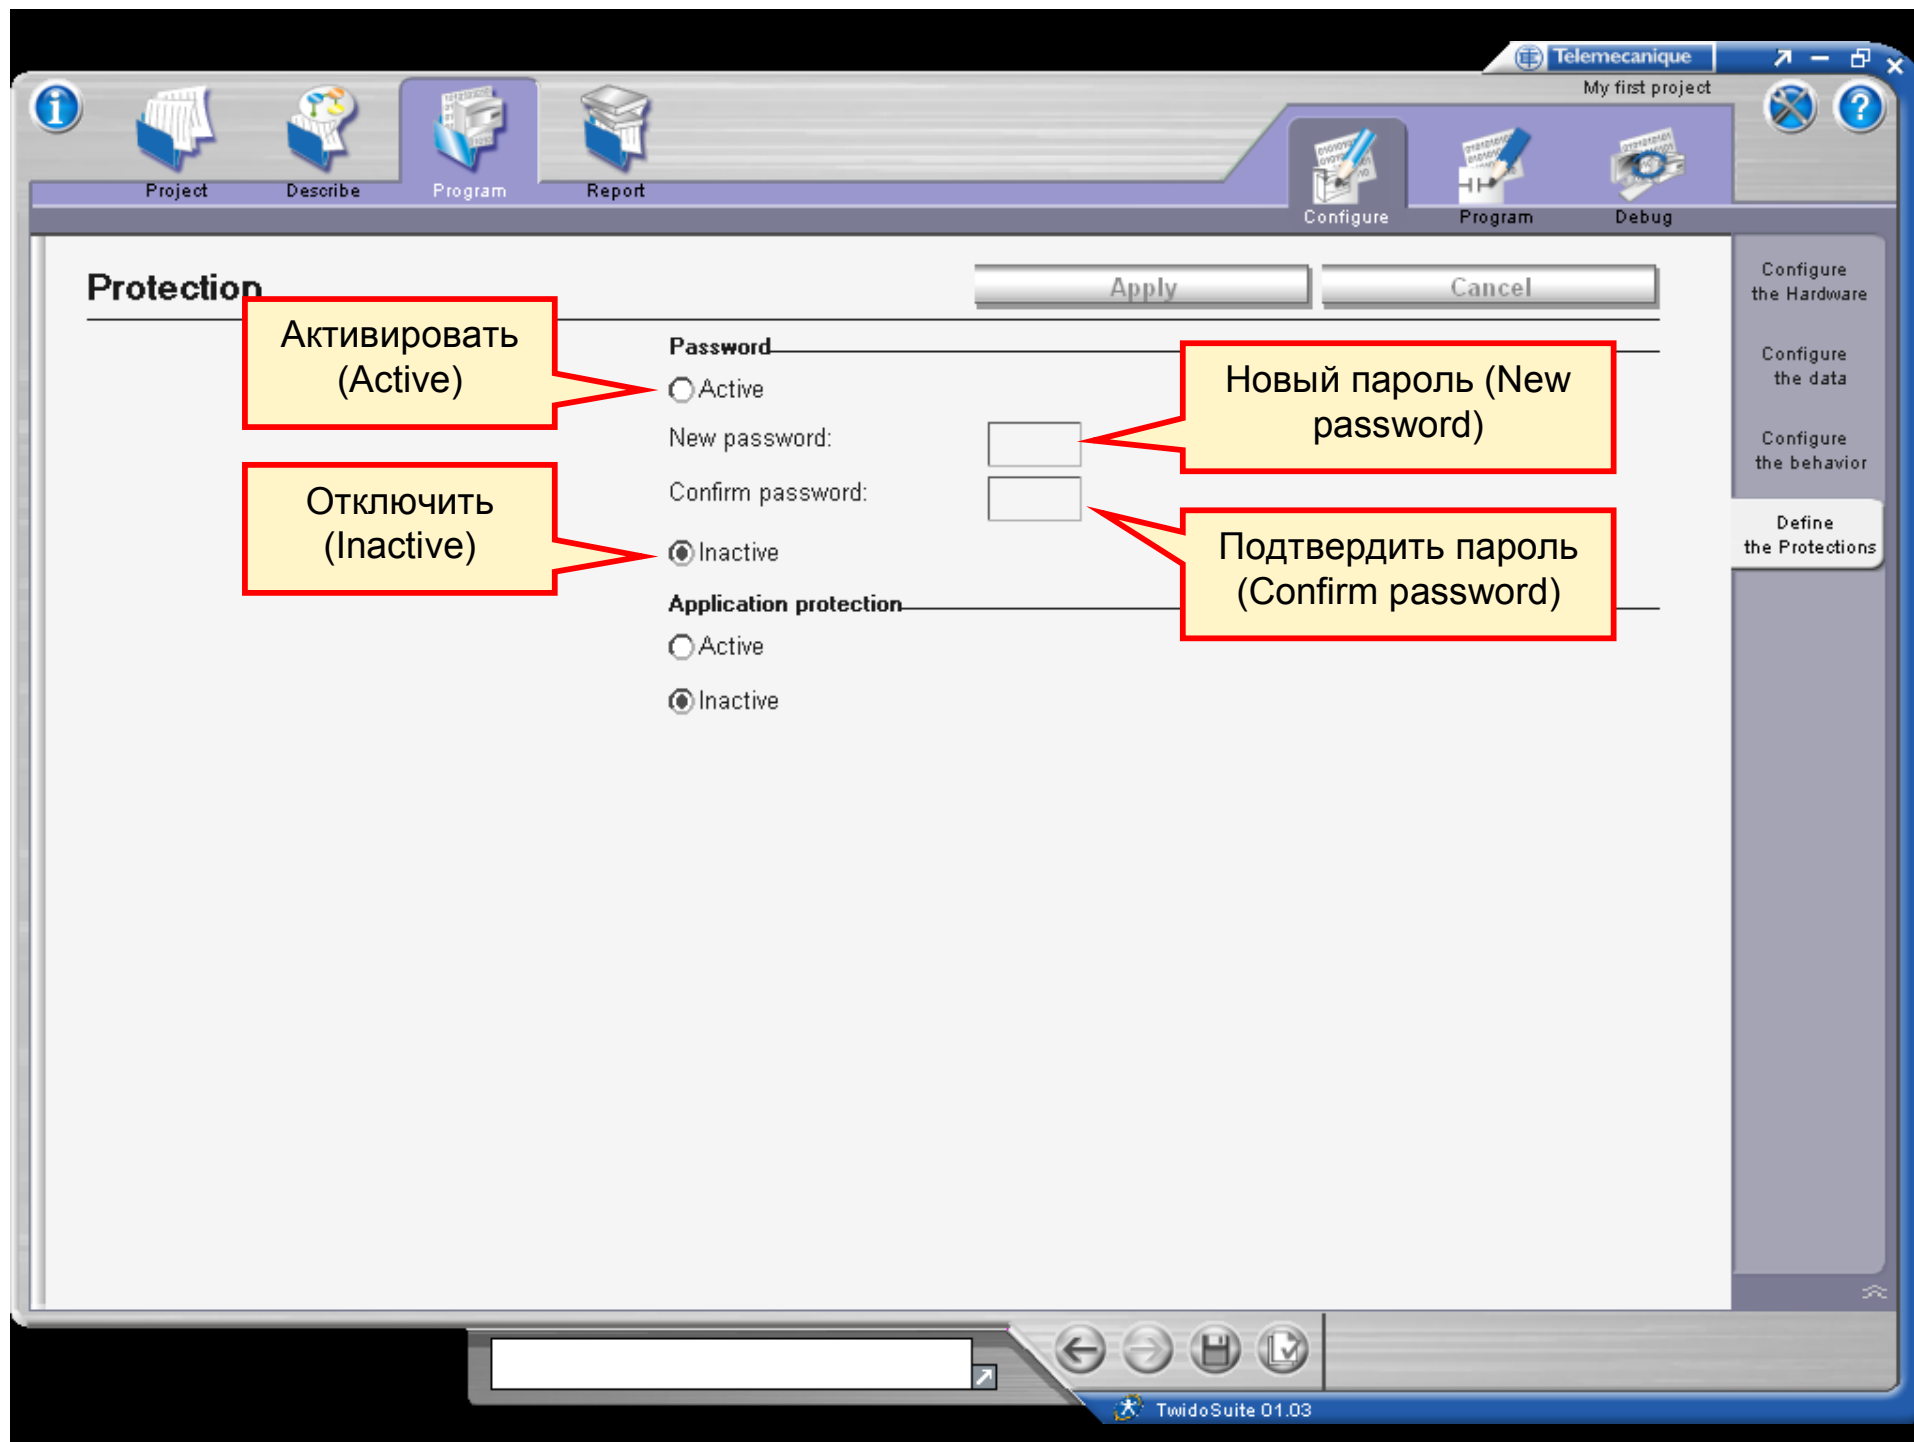 Telemecanique
My first project
Project
Describe
Program
Report
Configure
Program
Debug
Protection
Apply
Cancel
Configure
the Hardware
Configure
the data
Configure
the behavior
Define
the Protections
Активировать
(Active)
Password
Active
New password:
Confirm password:
Новый пароль (New
password)
Отключить
(Inactive)
Inactive
Подтвердить пароль
(Confirm password)
Application protection
Active
Inactive
TwidoSuite 01.03